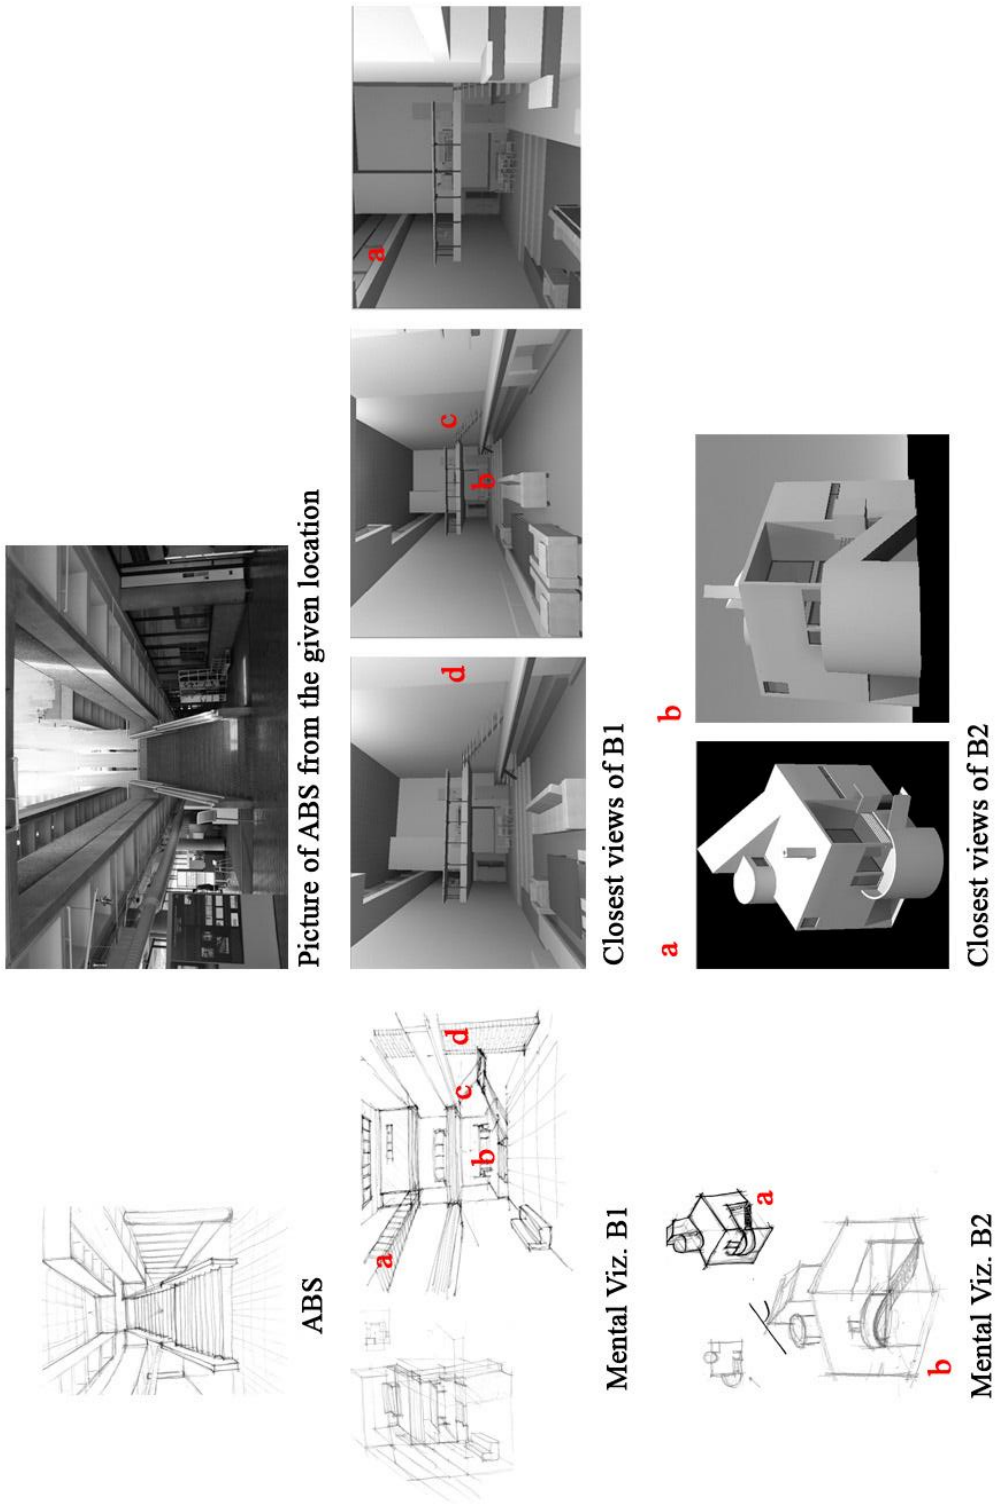 ABS
Picture of ABS from the given location
a
b
c
d
d
b
c
a
Mental Viz. B1
Closest views of B1
b
a
a
b
Mental Viz. B2
Closest views of B2